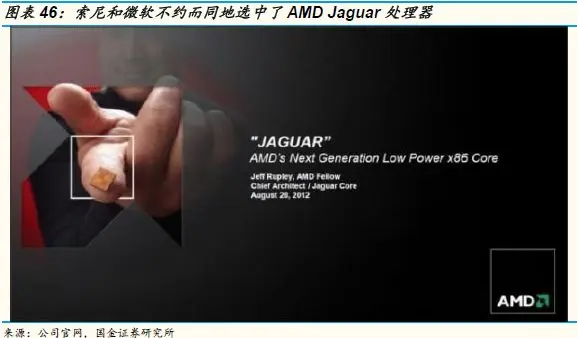 图表 46：索尼和微软不约而同地选中了 AMD Jaguar 处理器
"JAGUAR"
AMD's Next Generation Low Power x86 Core
Jeff Rupley, AMD Fellow
Chief Architect / Jaguar Core
August 28, 2012
AMD
来源：公司官网，国金证券研究所